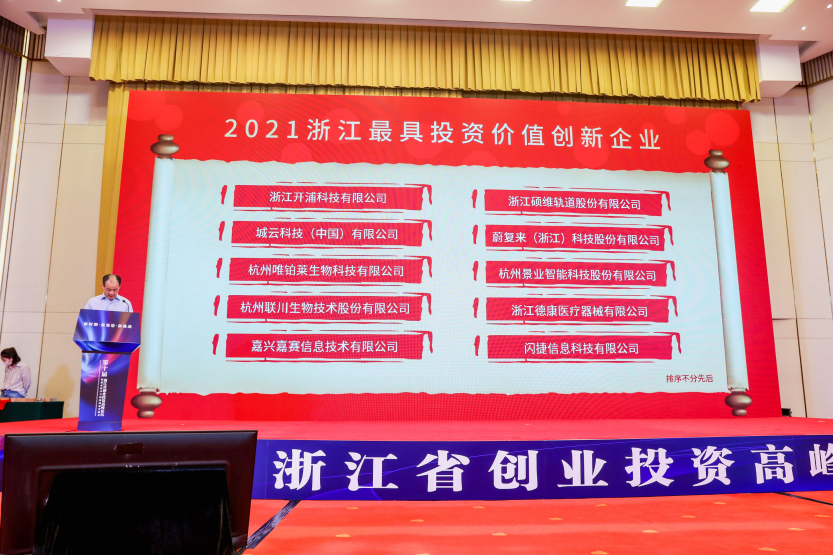 2021浙江最具投资价值创新企业
浙江开浦科技有限公司
城云科技（中国）有限公司
杭州唯铂莱生物科技有限公司
杭州联川生物技术股份有限公司
嘉兴嘉赛信息技术有限公司
浙江硕维轨道股份有限公司
蔚复来（浙江）科技股份有限公司
杭州景业智能科技股份有限公司
浙江德康医疗器械有限公司
闪捷信息科技有限公司
排序不分先后
第十届
浙江省创业投资高峰